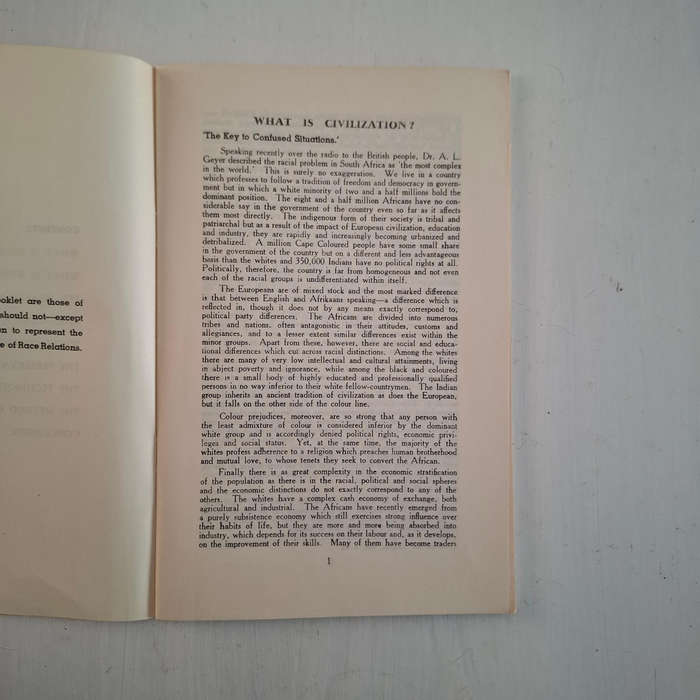 ooklet are those of
should not—except
n to represent the
e of Race Relations.
WHAT IS CIVILIZATION?
'The Key to Confused Situations.'
Speaking recently over the radio to the British people, Dr. A. L.
Geyer described the racial problem in South Africa as 'the most complex
in the world.' This is surely no exaggeration. We live in a country
which professes to follow a tradition of freedom and democracy in govern-
ment but in which a white minority of two and a half millions hold the
dominant position. The eight and a half million Africans have no con-
siderable say in the government of the country even so far as it affects
them most directly. The indigenous form of their society is tribal and
patriarchal but as a result of the impact of European civilization, education
and industry, they are rapidly and increasingly becoming urbanized and
detribalized. A million Cape Coloured people have some small share
in the government of the country but on a different and less advantageous
basis than the whites and 350,000 Indians have no political rights at all.
Politically, therefore, the country is far from homogeneous and not even
each of the racial groups is undifferentiated within itself.
The Europeans are of mixed stock and the most marked difference
is that between English and Afrikaans speaking—a difference which is
reflected in, though it does not by any means exactly correspond to,
political party differences. The Africans are divided into numerous
tribes and nations, often antagonistic in their attitudes, customs and
allegiances, and to a lesser extent similar differences exist within the
minor groups. Apart from these, however, there are social and educa-
tional differences which cut across racial distinctions. Among the whites
there are many of very low intellectual and cultural attainments, living
in abject poverty and ignorance, while among the black and coloured
there is a small body of highly educated and professionally qualified
persons in no way inferior to their white fellow-countrymen. The Indian
group inherits an ancient tradition of civilization as does the European,
but it falls on the other side of the colour line.
Colour prejudices, moreover, are so strong that any person with
the least admixture of colour is considered inferior by the dominant
white group and is accordingly denied political rights, economic privi-
leges and social status. Yet, at the same time, the majority of the
whites profess adherence to a religion which preaches human brotherhood
and mutual love, to whose tenets they seek to convert the African.
Finally there is as great complexity in the economic stratification
of the population as there is in the racial, political and social spheres
and the economic distinctions do not exactly correspond to any of the
others. The whites have a complex cash economy of exchange, both
agricultural and industrial. The Africans have recently emerged from
a purely subsistence economy which still exercises strong influence over
their habits of life, but they are more and more being absorbed into
industry, which depends for its success on their labour and, as it develops,
on the improvement of their skills. Many of them have become traders
1